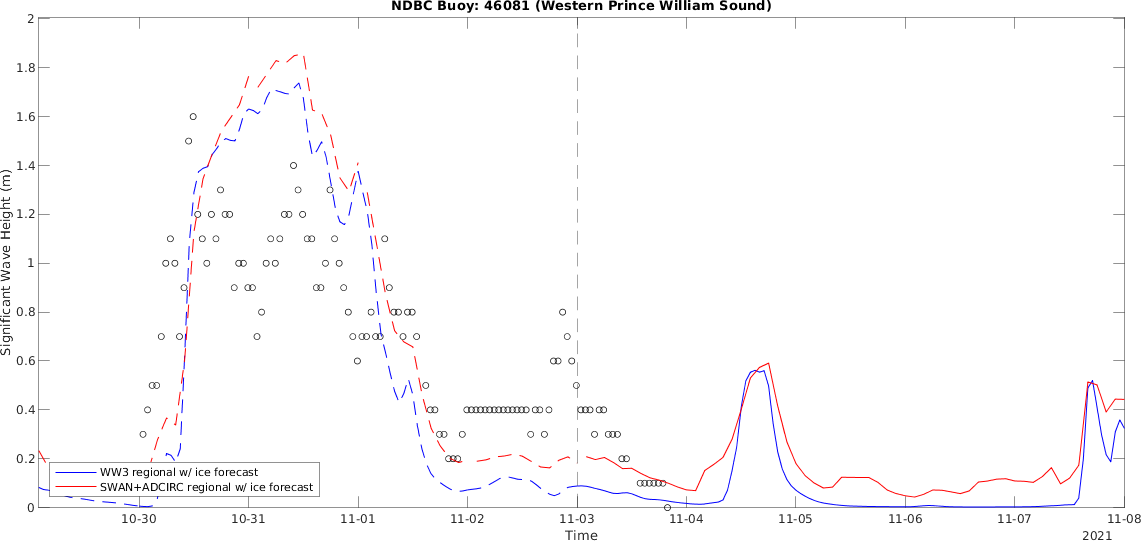 NDBC Buoy: 46081 (Western Prince William Sound)
Significant Wave Height (m)
2
1.8
1.6
1.4
1.2
1
0.8
0.6
0.4
0.2
0
WW3 regional w/ ice forecast
SWAN+ADCIRC regional w/ ice forecast
10-30 10-31 11-01 11-02 11-03 11-04 11-05 11-06 11-07 11-08
Time
2021